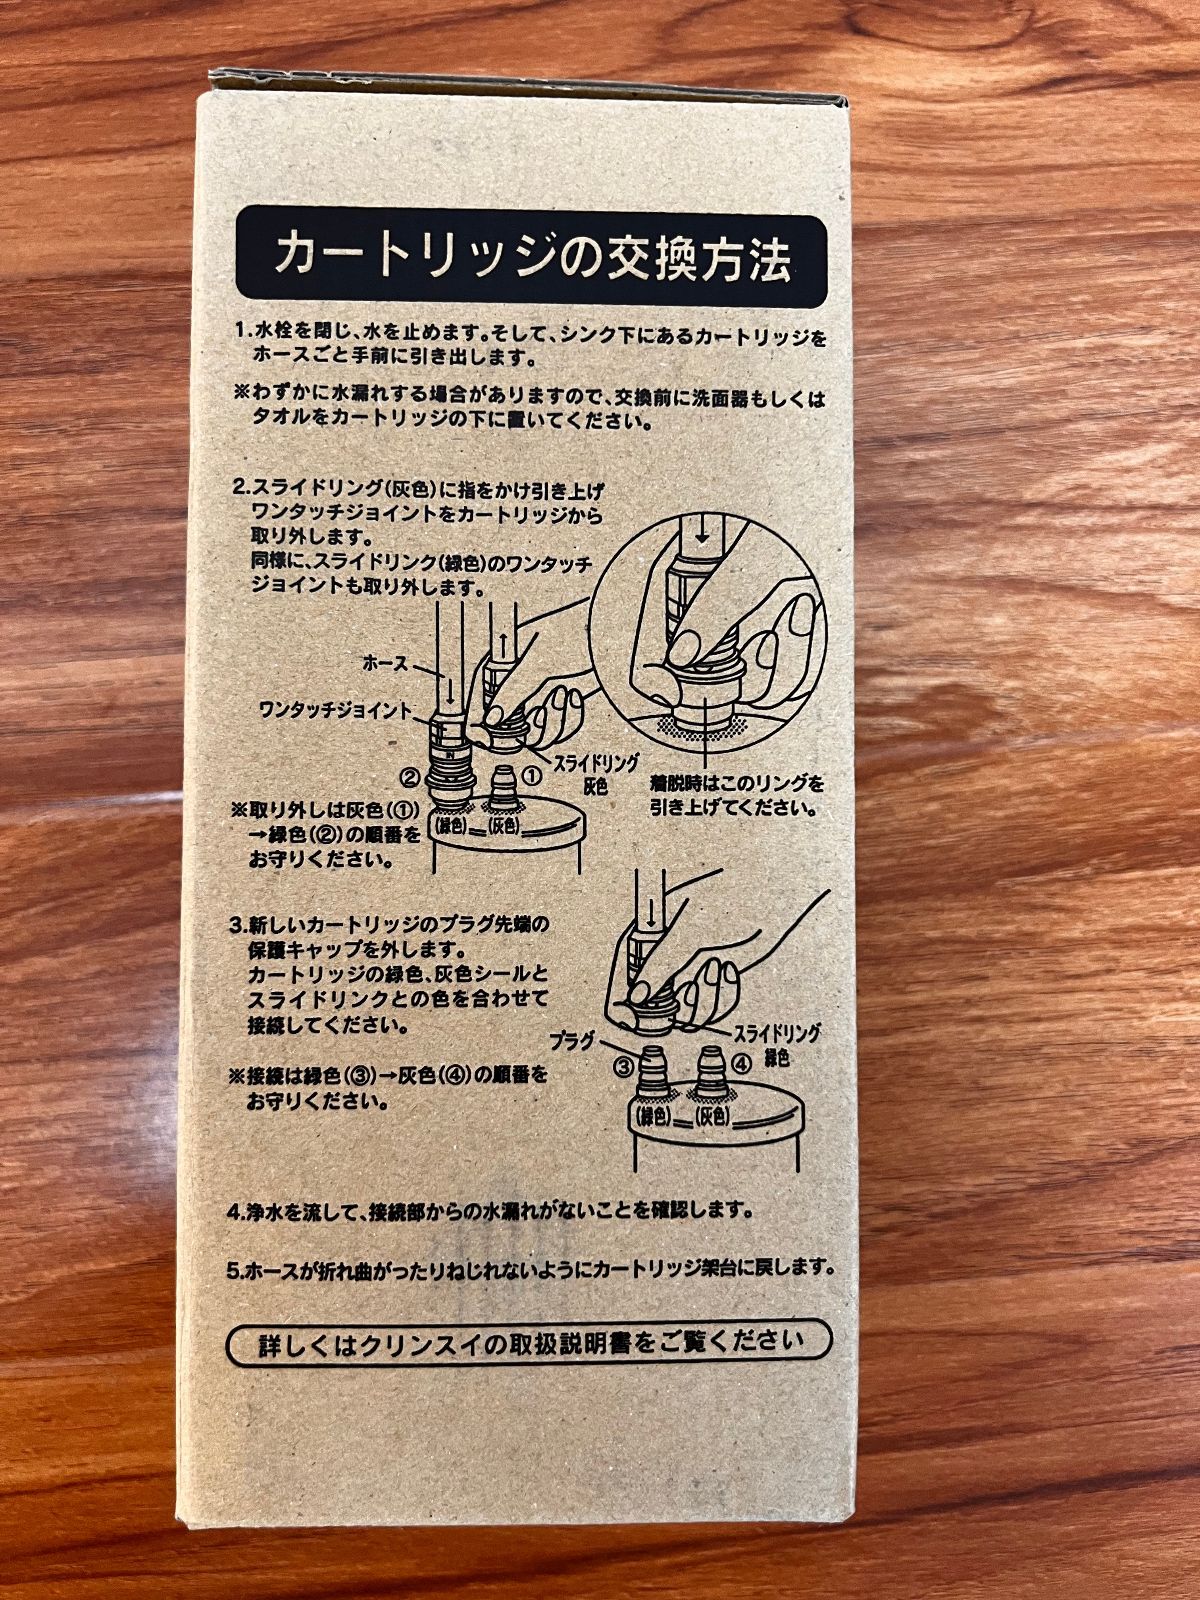 カートリッジの交換方法
1.水栓を閉じ、水を止めます。そして、シンク下にあるカートリッジを
ホースごと手前に引き出します。
※わずかに水漏れする場合がありますので、交換前に洗面器もしくは
タオルをカートリッジの下に置いてください。
2.スライドリング(灰色)に指をかけ引き上げ
ワンタッチジョイントをカートリッジから
取り外します。
同様に、スライドリンク(緑色)のワンタッチ
ジョイントも取り外します。
ホース
ワンタッチジョイント
IN
②
①
スライドリング
灰色
(緑色)
(灰色)
着脱時はこのリングを
引き上げてください。
※取り外しは灰色(①)
→緑色(②)の順番を
お守りください。
3.新しいカートリッジのプラグ先端の
保護キャップを外します。
カートリッジの緑色、灰色シールと
スライドリンクとの色を合わせて
接続してください。
※接続は緑色(③)→灰色(④)の順番を
お守りください。
プラグ
スライドリング
緑色
③
④
(緑色)
(灰色)
4.浄水を流して、接続部からの水漏れがないことを確認します。
5.ホースが折れ曲がったりねじれないようにカートリッジ架台に戻します。
詳しくはクリンスイの取扱説明書をご覧ください